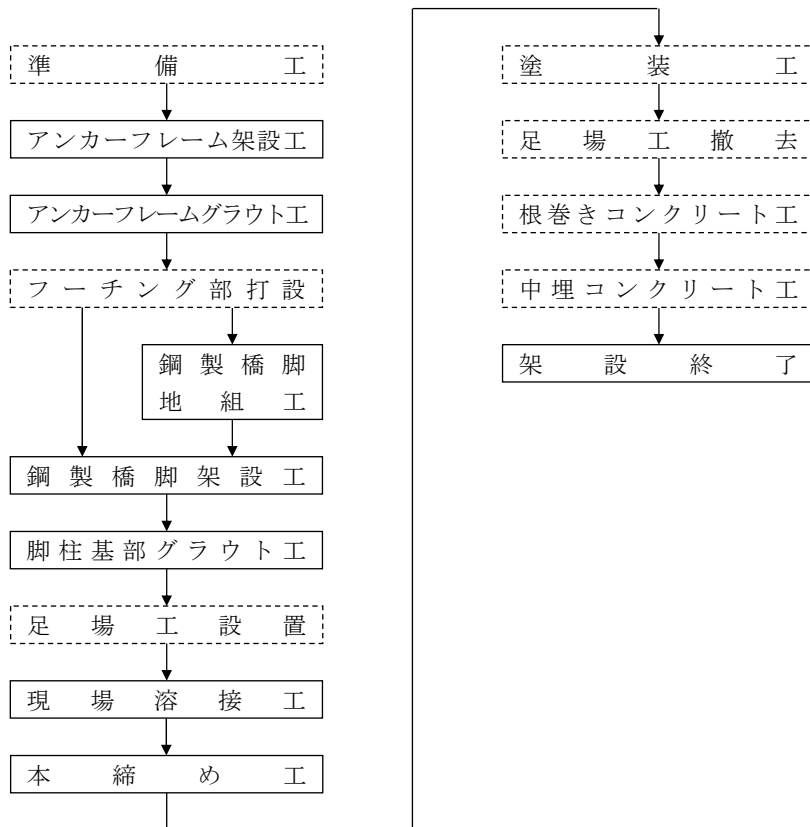 準備工
アンカーフレーム架設工
アンカーフレームグラウト工
フーチング部打設
鋼製橋脚
地組工
鋼製橋脚架設工
脚柱基部グラウト工
足場工設置
現場溶接工
本締め工
塗装工
足場工撤去
根巻きコンクリート工
中埋コンクリート工
架設終了